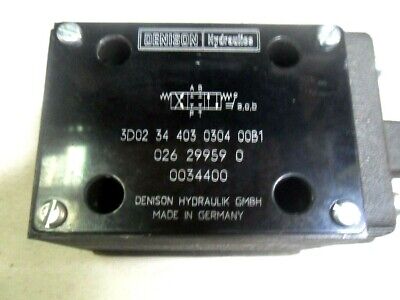 DENISON Hydraulics
A B
P T
a,o,b
3D02 34 403 0304 00B1
026 29959 0
0034400
DENISON HYDRAULIK GMBH
MADE IN GERMANY